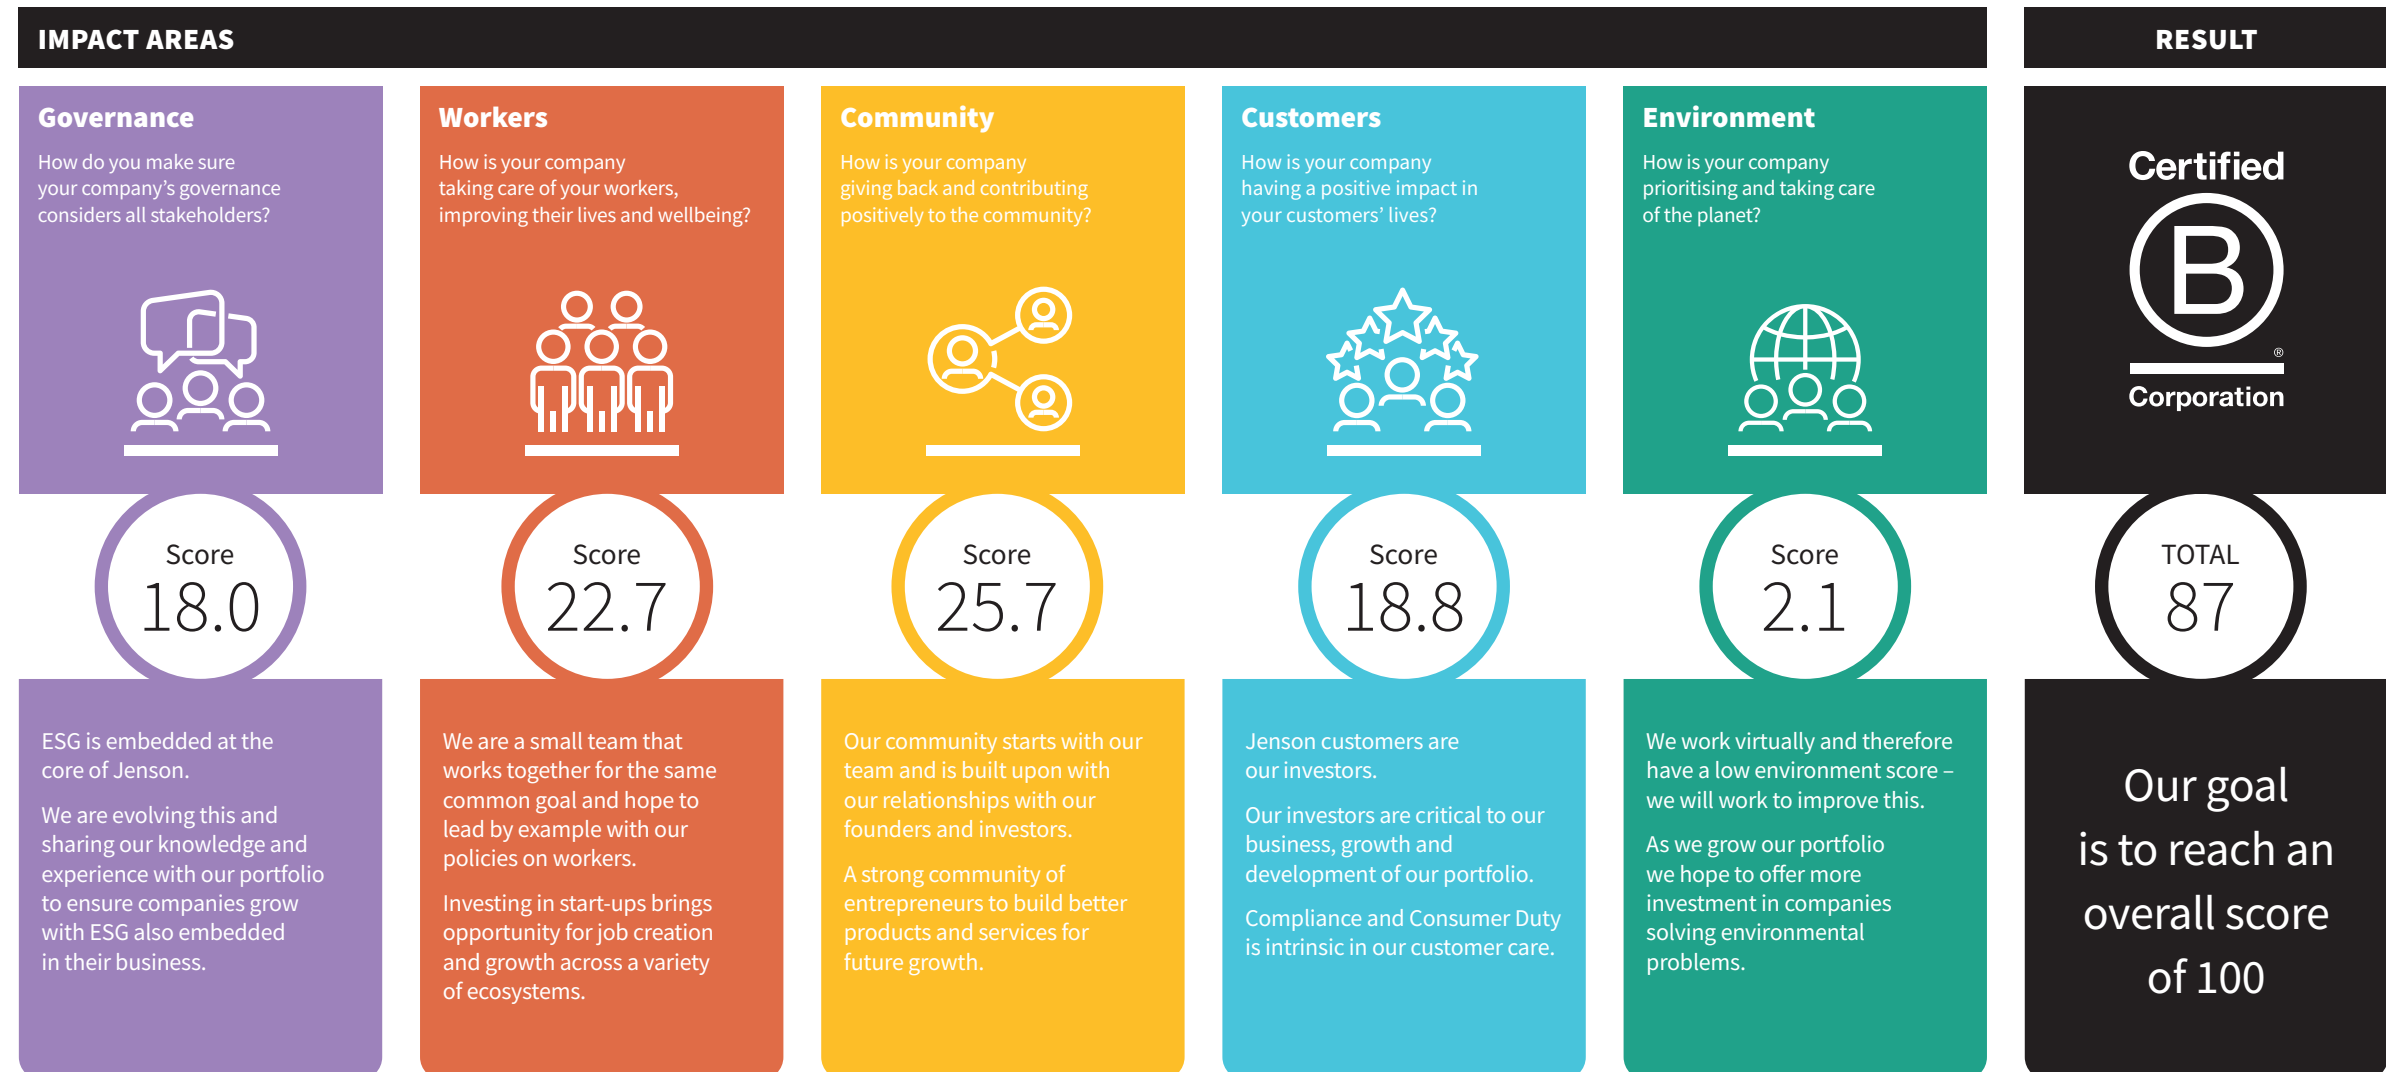 IMPACT AREAS
RESULT
Governance
How do you make sure
your company's governance
considers all stakeholders?
Score
18.0
ESG is embedded at the
core of Jenson.
We are evolving this and
sharing our knowledge and
experience with our portfolio
to ensure companies grow
with ESG also embedded
in their business.
Workers
How is your company
taking care of your workers,
improving their lives and wellbeing?
Score
22.7
We are a small team that
works together for the same
common goal and hope to
lead by example with our
policies on workers.
Investing in start-ups brings
opportunity for job creation
and growth across a variety
of ecosystems.
Community
How is your company
giving back and contributing
positively to the community?
Score
25.7
Our community starts with our
team and is built upon with
our relationships with our
founders and investors.
A strong community of
entrepreneurs to build better
products and services for
future growth.
Customers
How is your company
having a positive impact in
your customers' lives?
Score
18.8
Jenson customers are
our investors.
Our investors are critical to our
business, growth and
development of our portfolio.
Compliance and Consumer Duty
is intrinsic in our customer care.
Environment
How is your company
prioritising and taking care
of the planet?
Score
2.1
We work virtually and therefore
have a low environment score –
we will work to improve this.
As we grow our portfolio
we hope to offer more
investment in companies
solving environmental
problems.
Certified
B
®
Corporation
TOTAL
87
Our goal
is to reach an
overall score
of 100